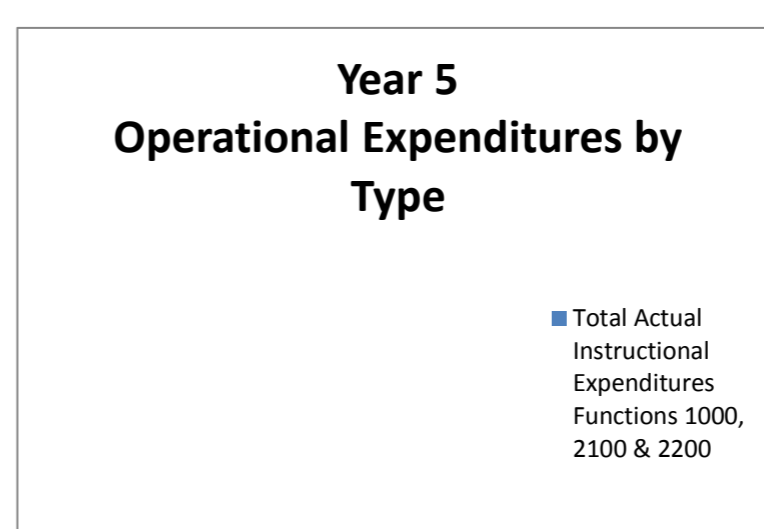 Year 5
Operational Expenditures by
Type
Total Actual
Instructional
Expenditures
Functions 1000,
2100 & 2200